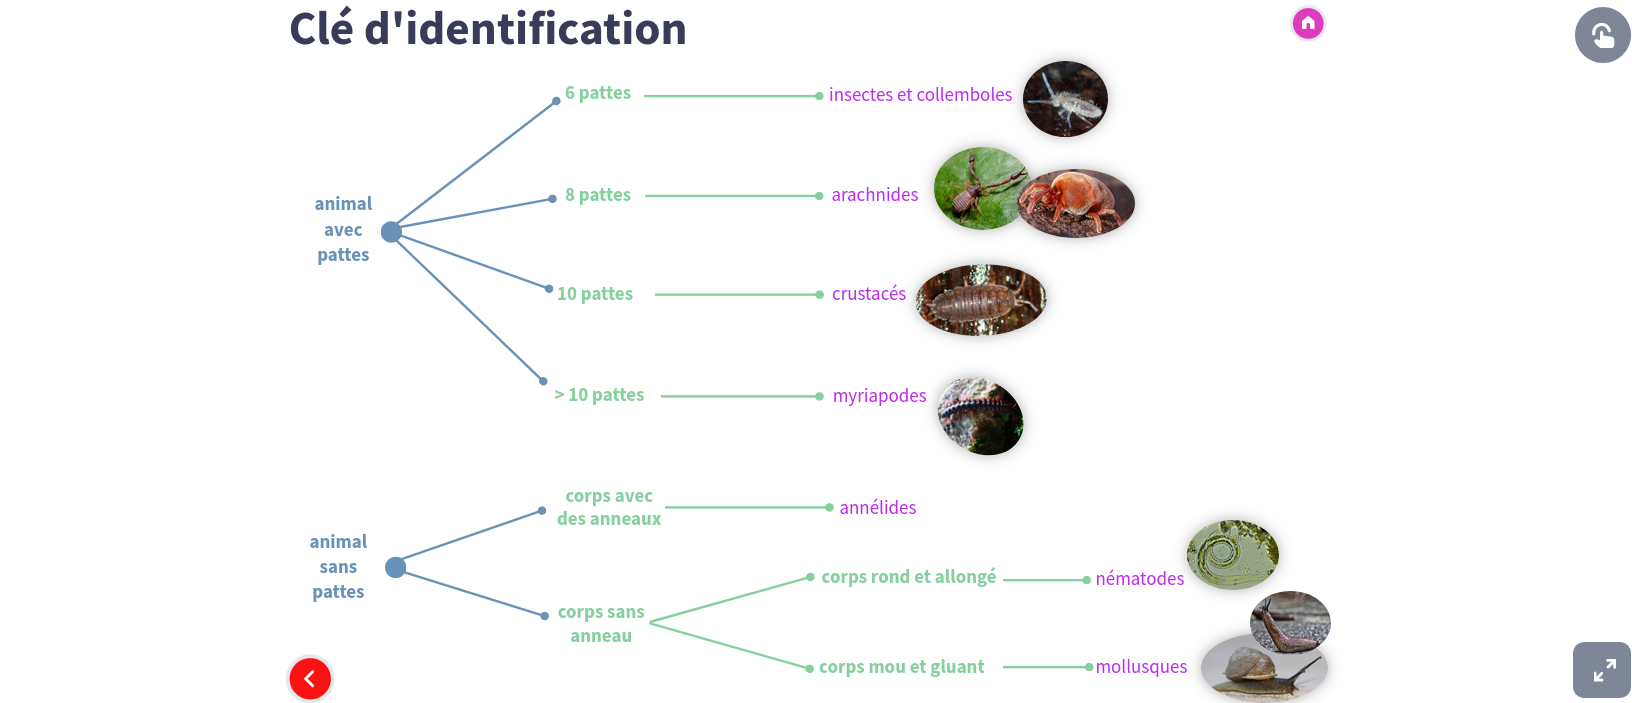 Clé d'identification
6 pattes
insectes et collemboles
8 pattes
arachnides
animal
avec
pattes
10 pattes
crustacés
> 10 pattes
myriapodes
corps avec
des anneaux
annélides
animal
sans
pattes
corps rond et allongé
nématodes
corps sans
anneau
corps mou et gluant
mollusques